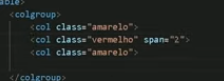 <colgroup>
<col class="amarelo">
<col class="vermelho" span="2">
<col class="amarelo">
</colgroup>